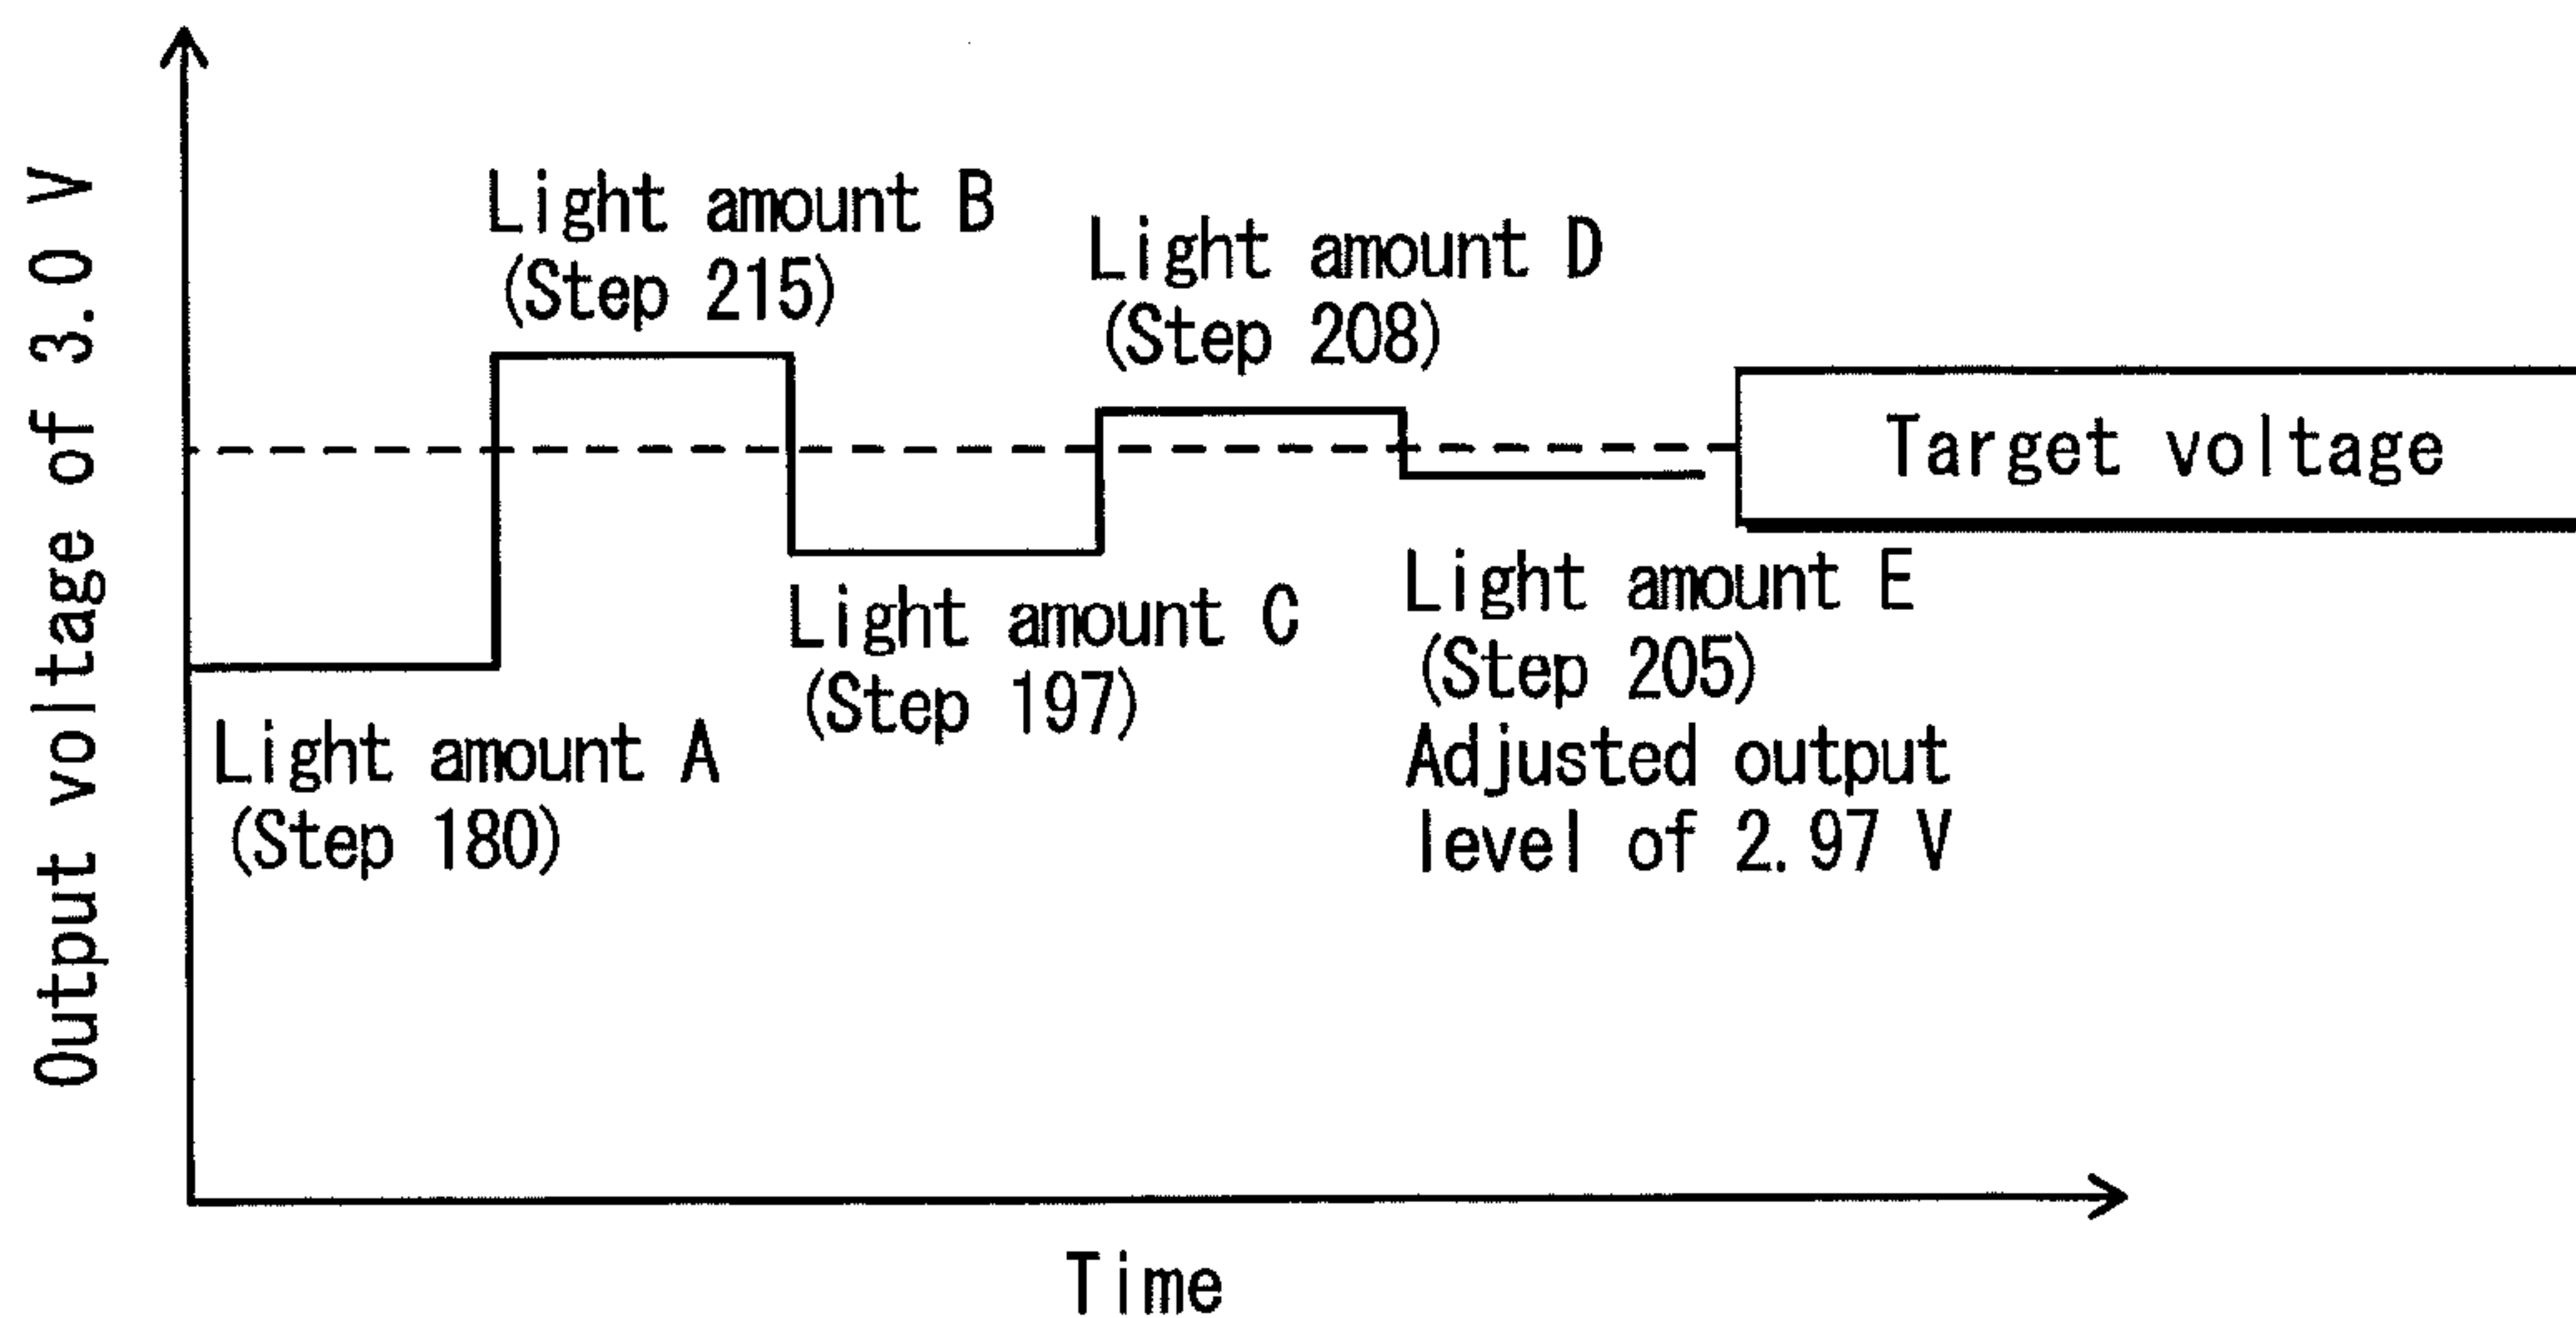 Output voltage of 3.0 V
Light amount B
(Step 215)
Light amount D
(Step 208)
Target voltage
Light amount C
(Step 197)
Light amount E
(Step 205)
Adjusted output
level of 2.97 V
Light amount A
(Step 180)
Time